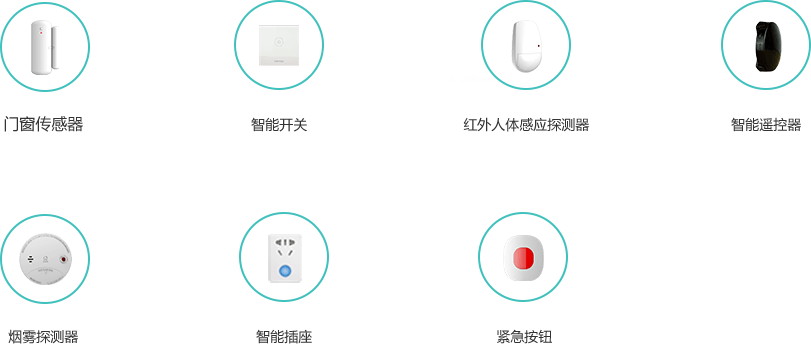 门窗传感器
智能开关
红外人体感应探测器
智能遥控器
烟雾探测器
智能插座
紧急按钮